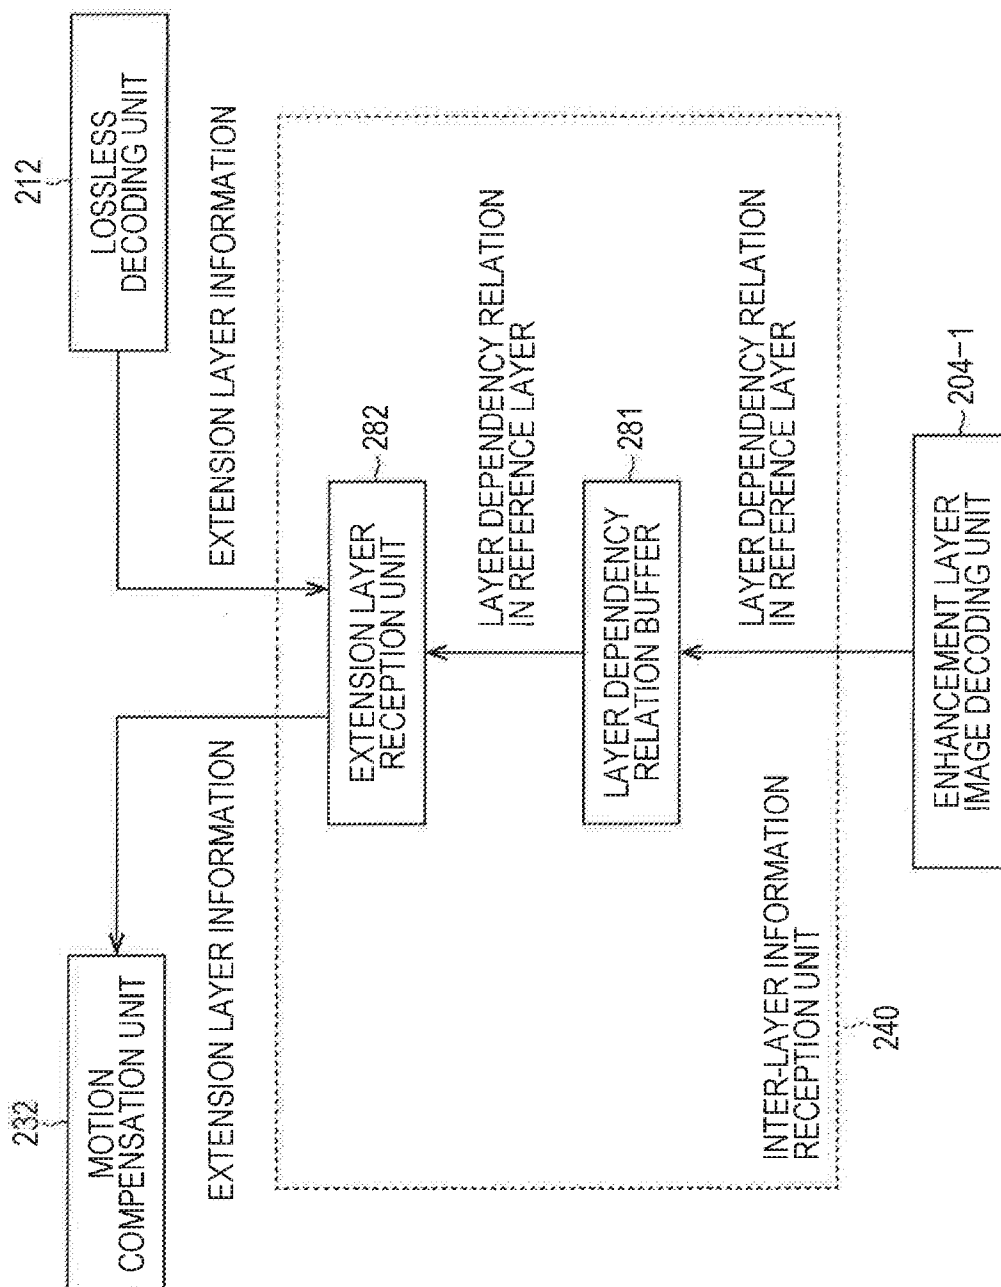 232
MOTION
COMPENSATION UNIT
212
LOSSLESS
DECODING UNIT
EXTENSION LAYER INFORMATION
EXTENSION LAYER INFORMATION
282
EXTENSION LAYER
RECEPTION UNIT
LAYER DEPENDENCY RELATION
IN REFERENCE LAYER
281
LAYER DEPENDENCY
RELATION BUFFER
LAYER DEPENDENCY RELATION
IN REFERENCE LAYER
INTER-LAYER INFORMATION
RECEPTION UNIT
240
204-1
ENHANCEMENT LAYER
IMAGE DECODING UNIT